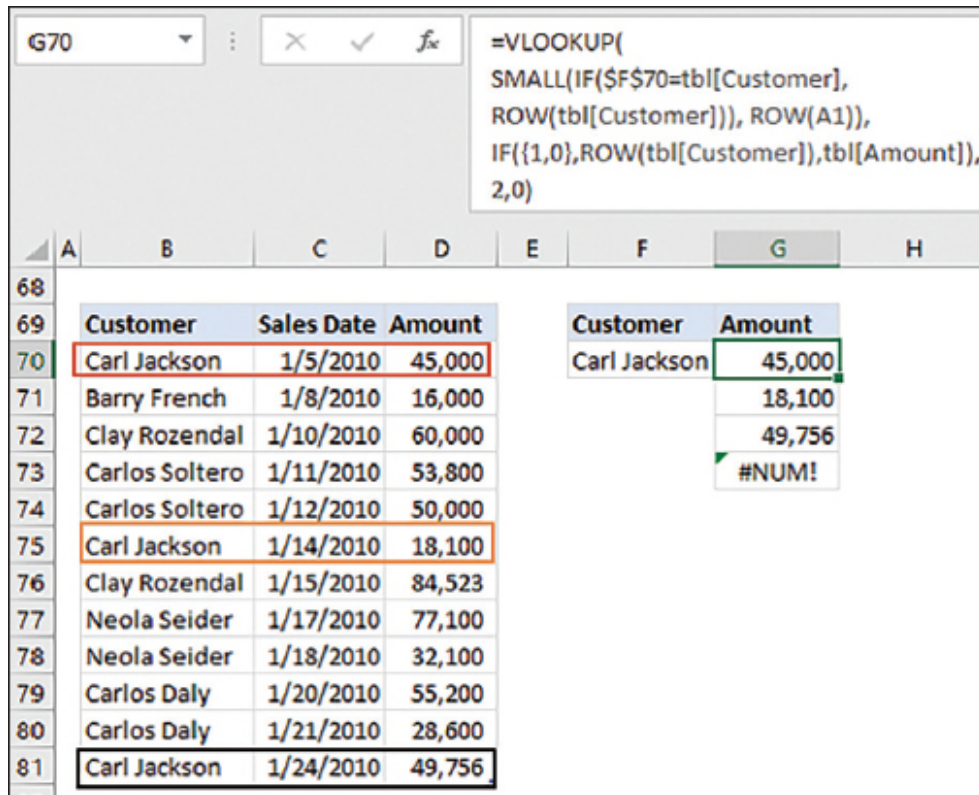 G70 fx =VLOOKUP(
SMALL(IF($F$70=tbl[Customer],
ROW(tbl[Customer])), ROW(A1)),
IF({1,0},ROW(tbl[Customer]),tbl[Amount]),
2,0)
A B C D E F G H
68
69 Customer Sales Date Amount Customer Amount
70 Carl Jackson 1/5/2010 45,000 Carl Jackson 45,000
71 Barry French 1/8/2010 16,000 18,100
72 Clay Rozendal 1/10/2010 60,000 49,756
73 Carlos Soltero 1/11/2010 53,800 #NUM!
74 Carlos Soltero 1/12/2010 50,000
75 Carl Jackson 1/14/2010 18,100
76 Clay Rozendal 1/15/2010 84,523
77 Neola Seider 1/17/2010 77,100
78 Neola Seider 1/18/2010 32,100
79 Carlos Daly 1/20/2010 55,200
80 Carlos Daly 1/21/2010 28,600
81 Carl Jackson 1/24/2010 49,756